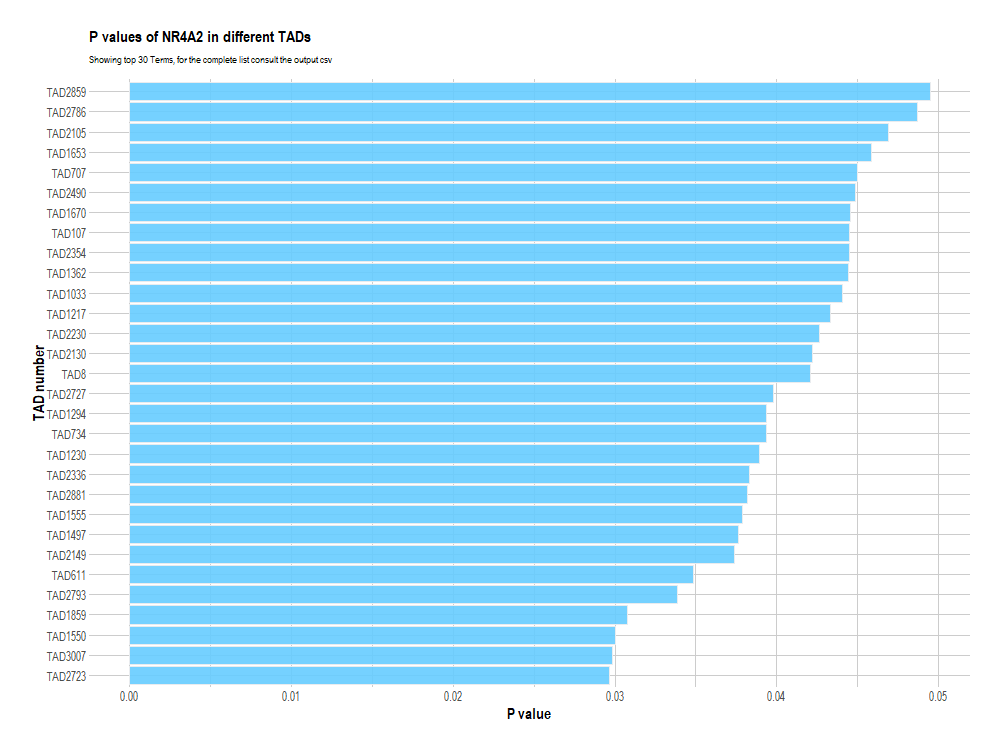 P values of NR4A2 in different TADs
Showing top 30 Terms, for the complete list consult the output csv
TAD number
TAD2859
TAD2786
TAD2105
TAD1653
TAD707
TAD2490
TAD1670
TAD107
TAD2354
TAD1362
TAD1033
TAD1217
TAD2230
TAD2130
TAD8
TAD2727
TAD1294
TAD734
TAD1230
TAD2336
TAD2881
TAD1555
TAD1497
TAD2149
TAD611
TAD2793
TAD1859
TAD1550
TAD3007
TAD2723
0.00 0.01 0.02 0.03 0.04 0.05
P value